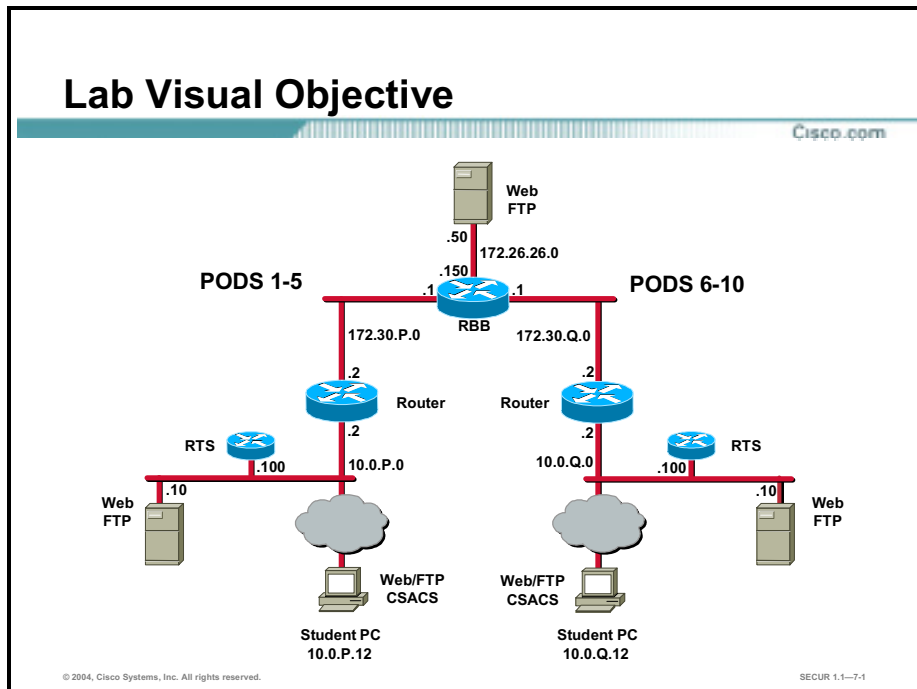 Lab Visual Objective
Cisco.com
Web
FTP
.50
172.26.26.0
PODS 1-5
.150
PODS 6-10
.1
.1
RBB
172.30.P.0
172.30.Q.0
.2
.2
Router
Router
.2
.2
RTS
RTS
10.0.P.0
10.0.Q.0
.100
.100
.10
.10
Web
FTP
Web
FTP
Web/FTP
CSACS
Web/FTP
CSACS
Student PC
10.0.P.12
Student PC
10.0.Q.12
© 2004, Cisco Systems, Inc. All rights reserved.
SECUR 1.1—7-1